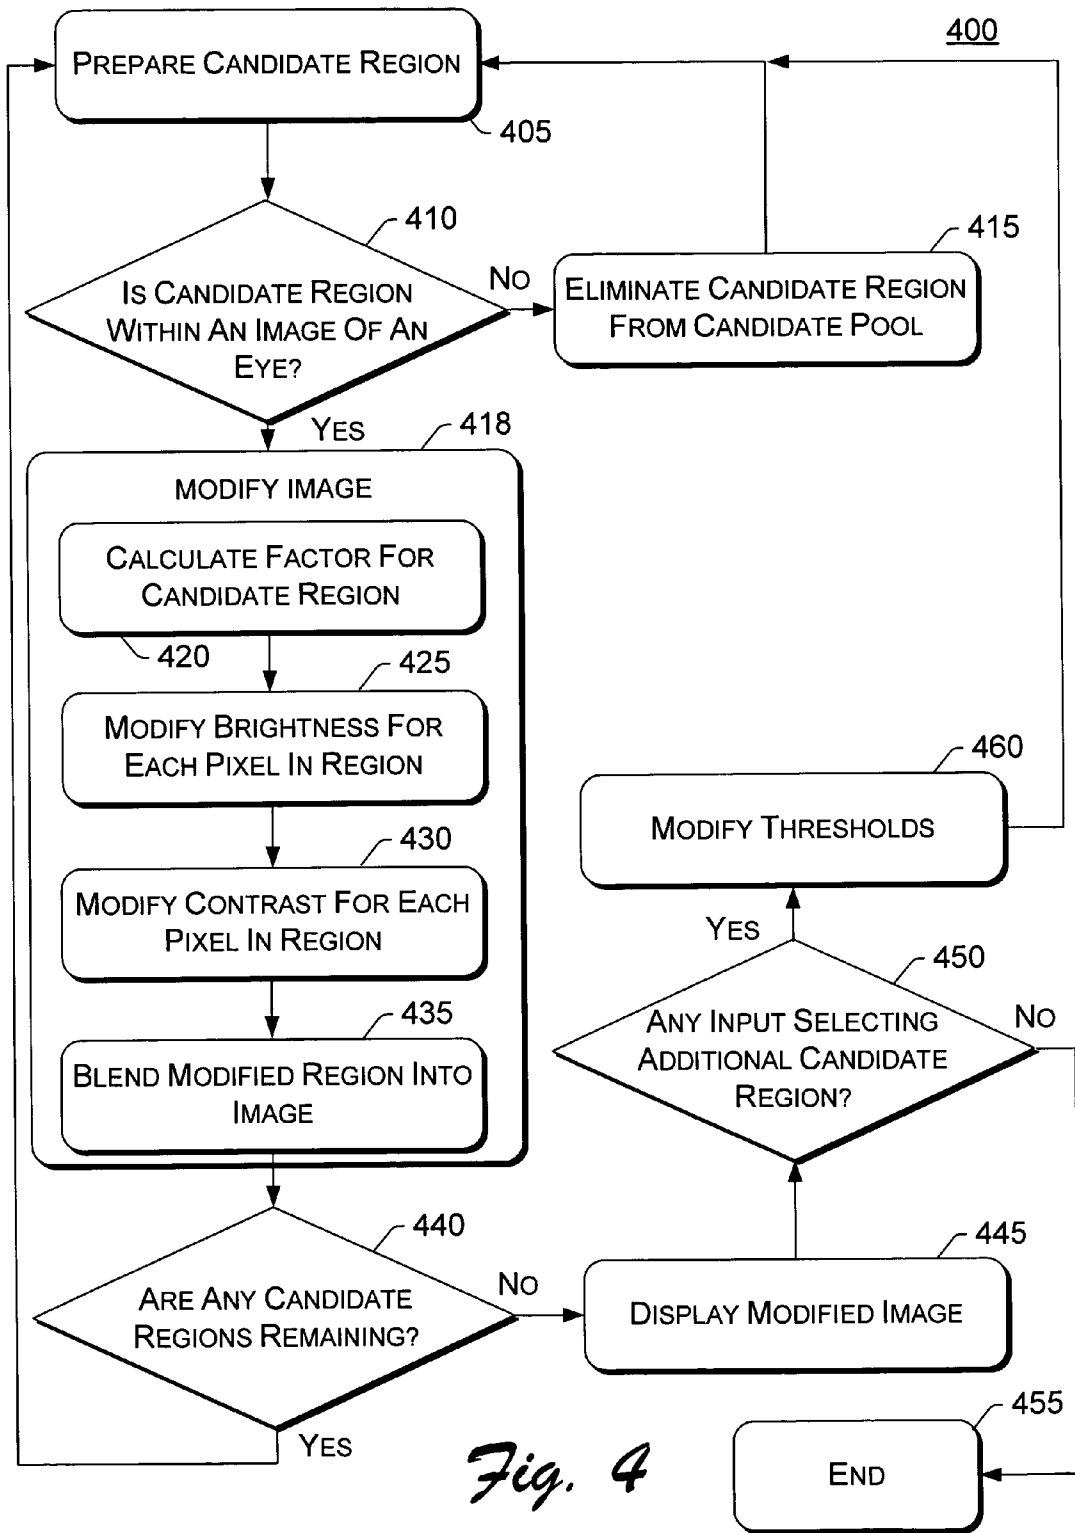 400
PREPARE CANDIDATE REGION
405
410
IS CANDIDATE REGION
WITHIN AN IMAGE OF AN
EYE?
NO
415
ELIMINATE CANDIDATE REGION
FROM CANDIDATE POOL
YES
418
MODIFY IMAGE
CALCULATE FACTOR FOR
CANDIDATE REGION
420
425
MODIFY BRIGHTNESS FOR
EACH PIXEL IN REGION
430
MODIFY CONTRAST FOR EACH
PIXEL IN REGION
435
BLEND MODIFIED REGION INTO
IMAGE
440
ARE ANY CANDIDATE
REGIONS REMAINING?
NO
YES
445
DISPLAY MODIFIED IMAGE
450
ANY INPUT SELECTING
ADDITIONAL CANDIDATE
REGION?
YES
NO
460
MODIFY THRESHOLDS
455
END
Fig. 4